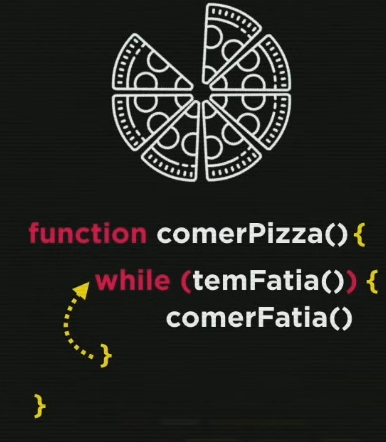 function comerPizza() {
while (temFatia()) {
comerFatia()
}
}